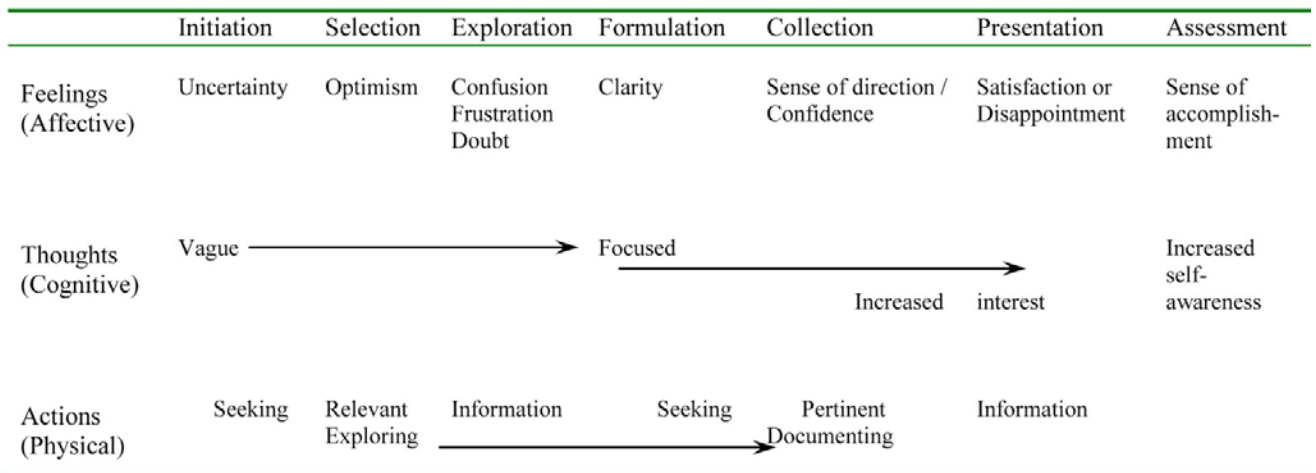 Initiation Selection Exploration Formulation Collection Presentation Assessment
Feelings Uncertainty Optimism Confusion Clarity Sense of direction / Satisfaction or Sense of
(Affective) Frustration Confidence Disappointment accomplish-
Doubt ment
Thoughts Vague Focused Increased
(Cognitive) self-
Increased interest awareness
Actions Seeking Relevant Information Seeking Pertinent Information
(Physical) Exploring Documenting